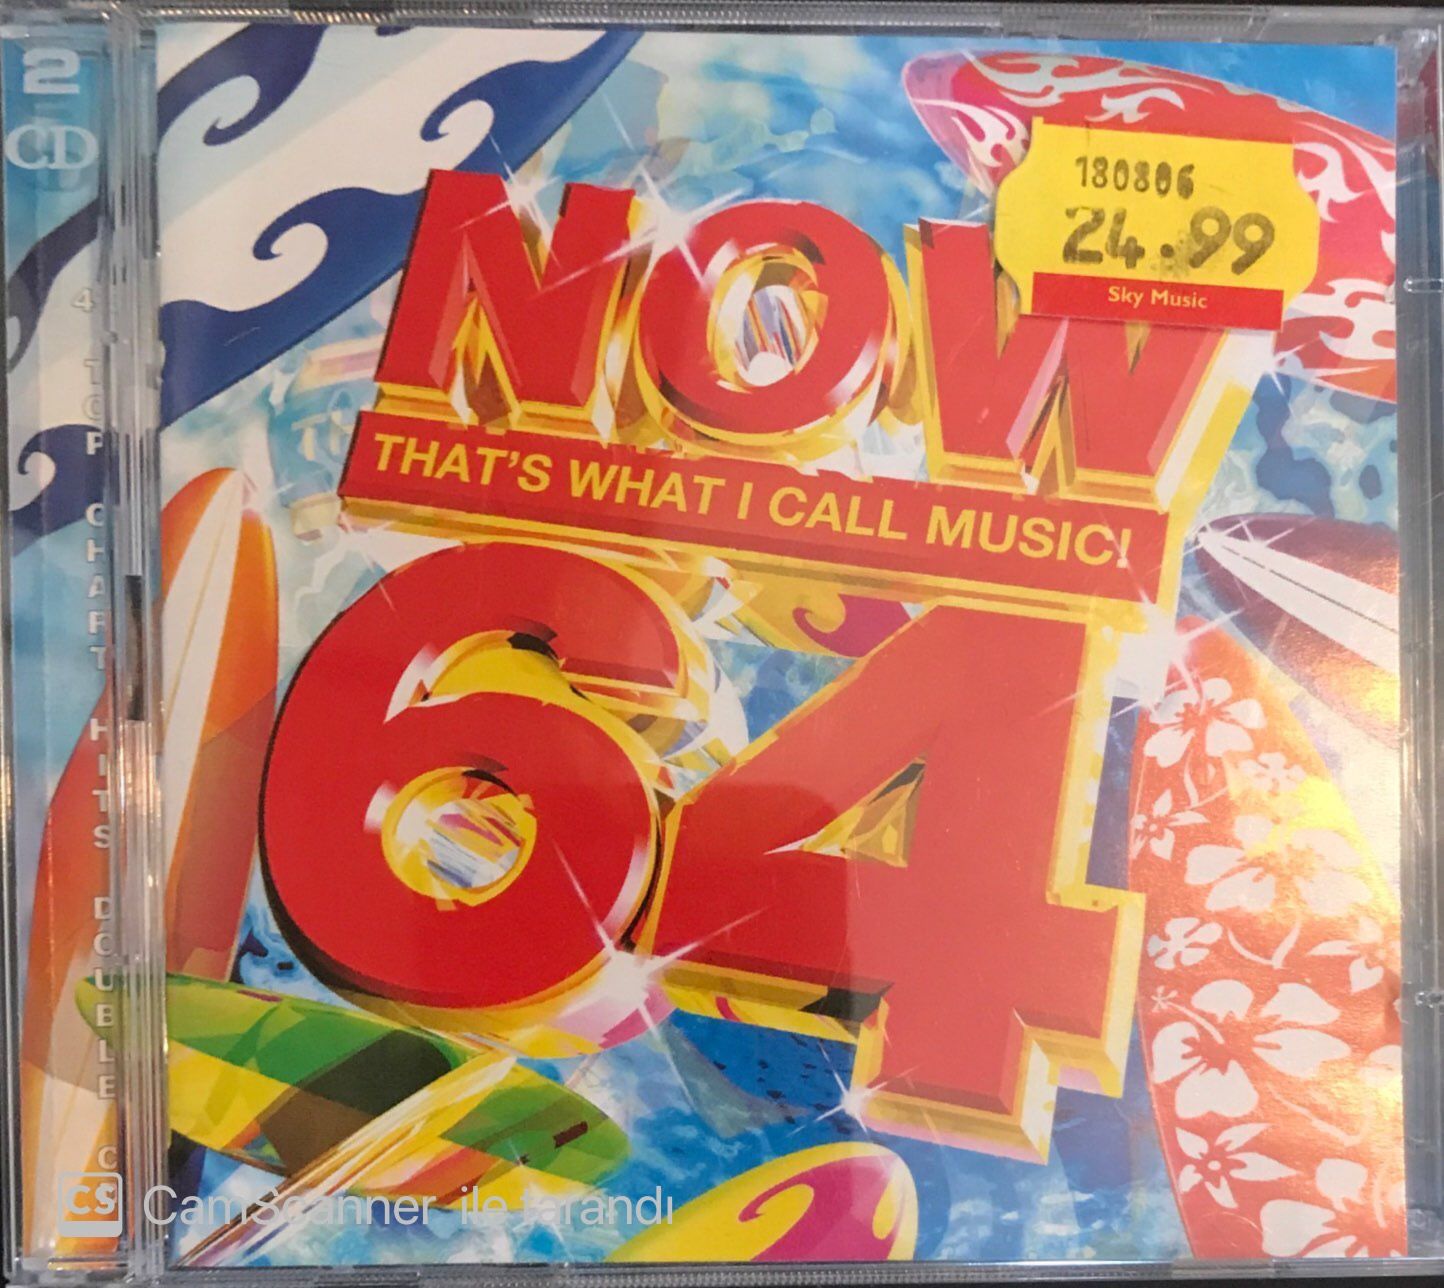 2
CD
180806
24.99
Sky Music
NOW
THAT'S WHAT I CALL MUSIC!
64
TOP CHART HITS DOUBLE
CS CamScanner ile tarandı